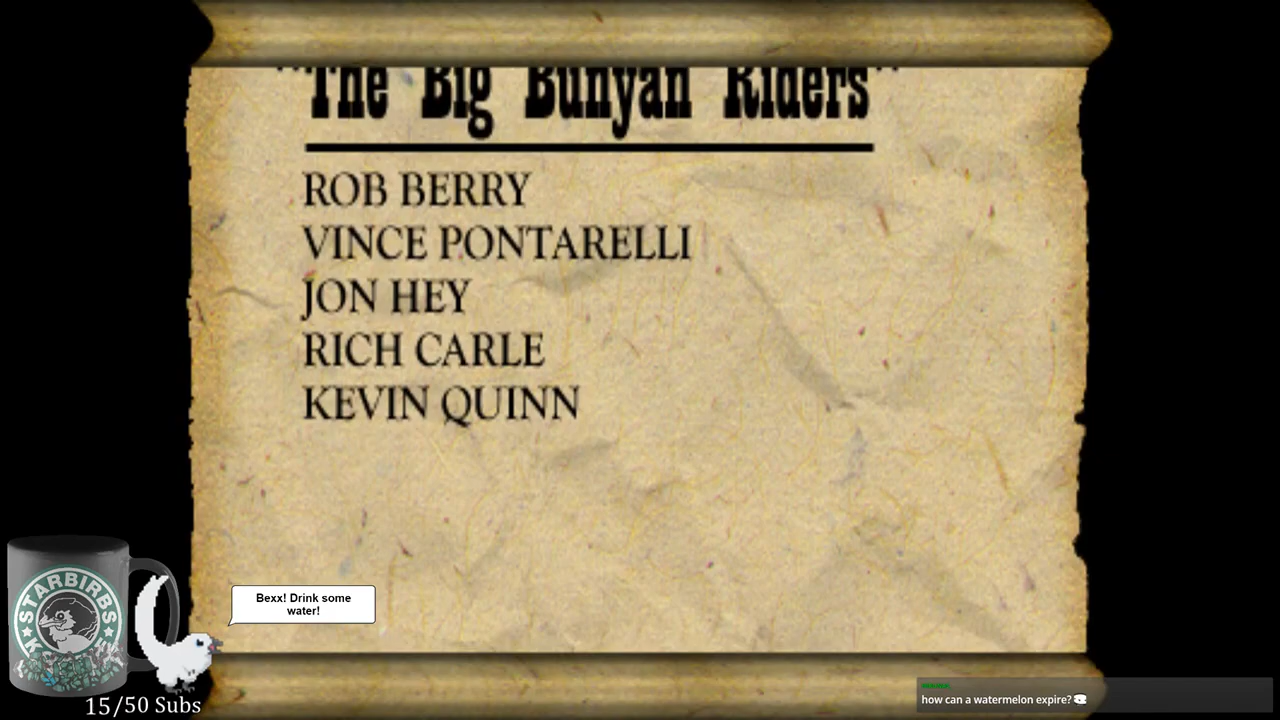 "The Big Bunyan Riders"
ROB BERRY
VINCE PONTARELLI
JON HEY
RICH CARLE
KEVIN QUINN
Bexx! Drink some
water!
STARBIRBS
15/50 Subs
how can a watermelon expire?